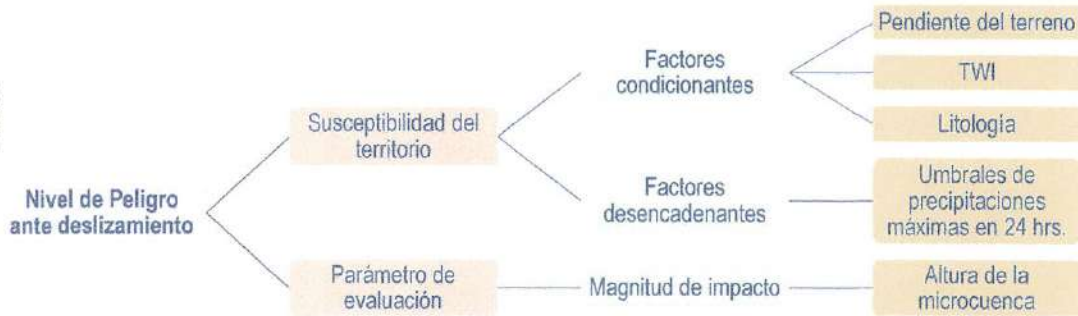 Pendiente del terreno
Factores
condicionantes
TWI
Susceptibilidad del
territorio
Litología
Nivel de Peligro
ante deslizamiento
Factores
desencadenantes
Umbrales de
precipitaciones
máximas en 24 hrs.
Parámetro de
evaluación
Magnitud de impacto
Altura de la
microcuenca